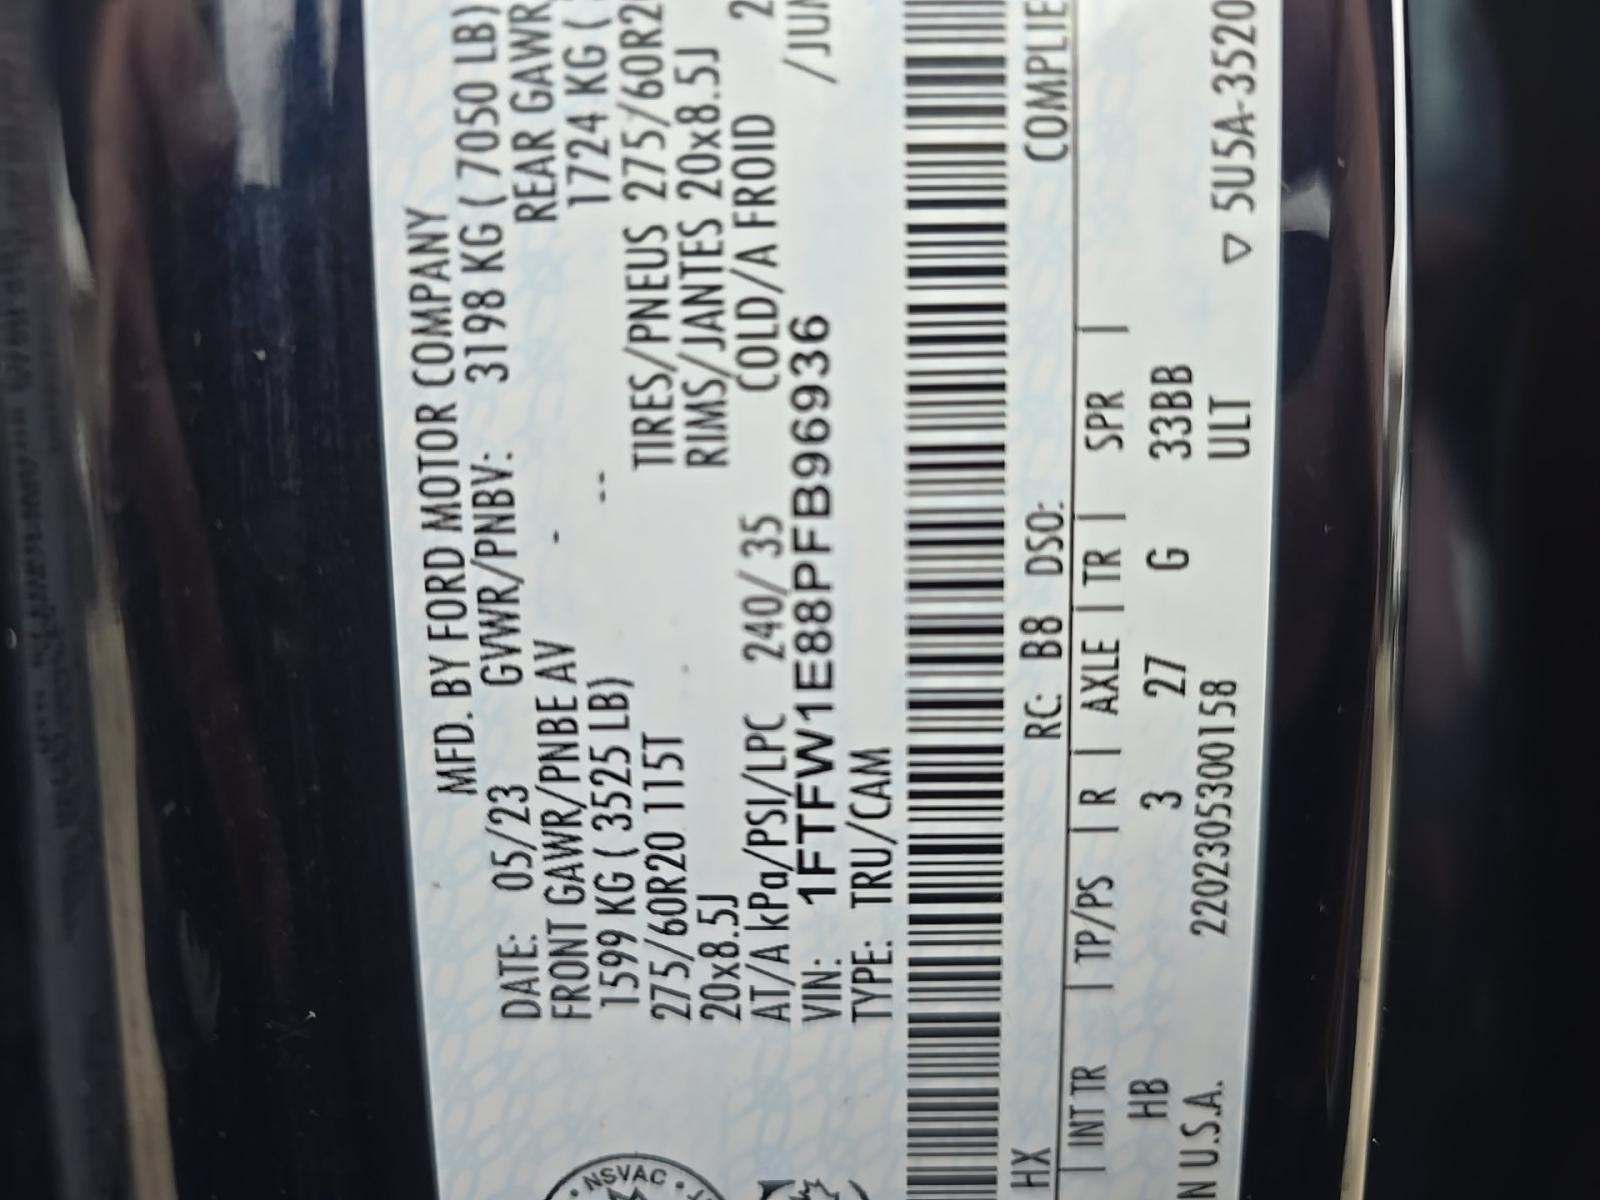 MFD. BY FORD MOTOR COMPANY
DATE: 05/23 GVWR/PNBV: 3198 KG ( 7050 LB)
FRONT GAWR/PNBE AV - REAR GAWR
1599 KG ( 3525 LB) -- 1724 KG (
275/60R20 115T TIRES/PNEUS 275/60R2
20x8.5J RIMS/JANTES 20x8.5J
AT/A kPa/PSI/LPC 240/ 35 COLD/A FROID 2
VIN: 1FTFW1E88PFB96936 /JUM
TYPE: TRU/CAM
HX RC: B8 DSO: COMPLIE
INT TR | TP/PS | R | AXLE | TR | SPR |
HB 3 27 G 33BB
2202305300158 ULT
N U.S.A. ▽ 5U5A-3520
NSVAC